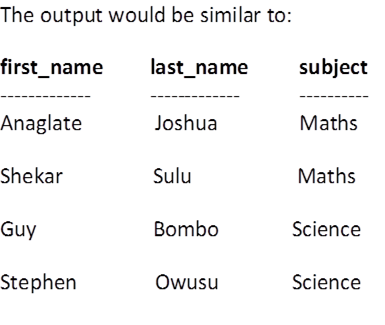 The output would be similar to:
first_name last_name subject
------------- ------------- ----------
Anaglate Joshua Maths
Shekar Sulu Maths
Guy Bombo Science
Stephen Owusu Science